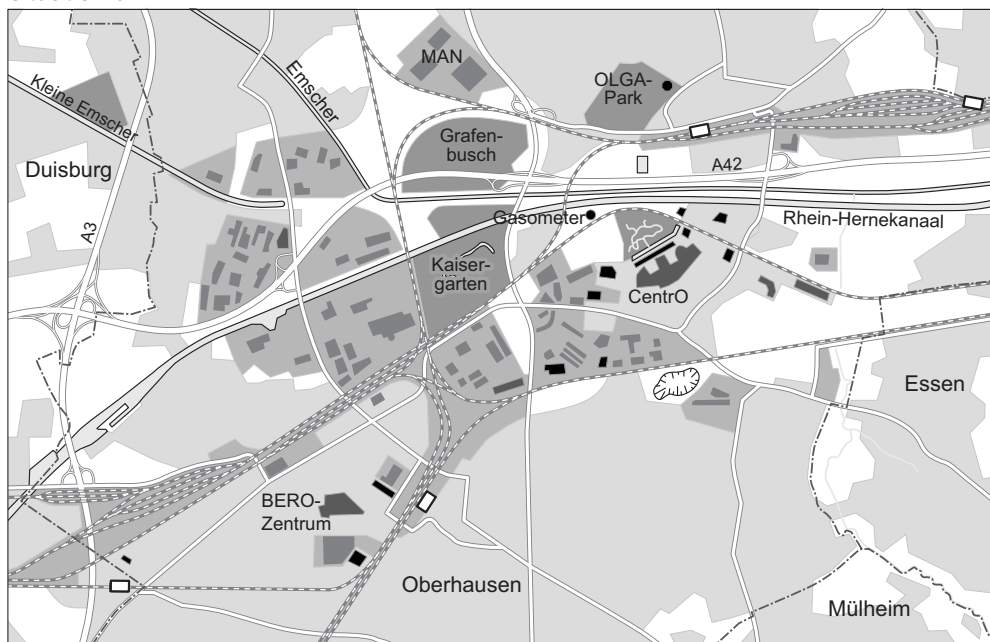 MAN
OLGA-
Park
Kleine Emscher
Emscher
Grafen-
busch
A42
Duisburg
A3
Gasometer
Rhein-Hernekanaal
Kaiser-
garten
CentrO
Essen
BERO-
Zentrum
Oberhausen
Mülheim